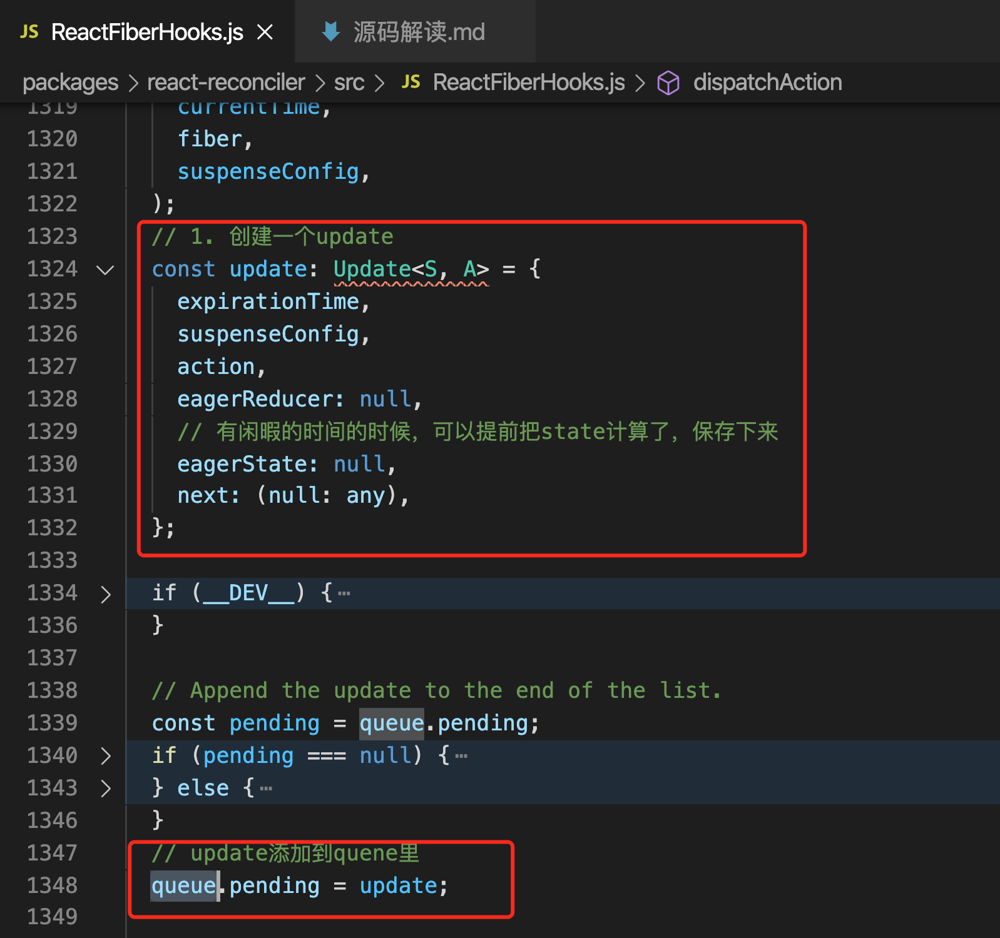 JS ReactFiberHooks.js × 源码解读.md
packages > react-reconciler > src > JS ReactFiberHooks.js > dispatchAction
1319 currentTime,
1320 fiber,
1321 suspenseConfig,
1322 );
1323 // 1. 创建一个update
1324 const update: Update<S, A> = {
1325 expirationTime,
1326 suspenseConfig,
1327 action,
1328 eagerReducer: null,
1329 // 有闲暇的时间的时候，可以提前把state计算了，保存下来
1330 eagerState: null,
1331 next: (null: any),
1332 };
1333
1334 if (__DEV__) {…
1336 }
1337
1338 // Append the update to the end of the list.
1339 const pending = queue.pending;
1340 if (pending === null) {…
1343 } else {…
1346 }
1347 // update添加到quene里
1348 queue.pending = update;
1349